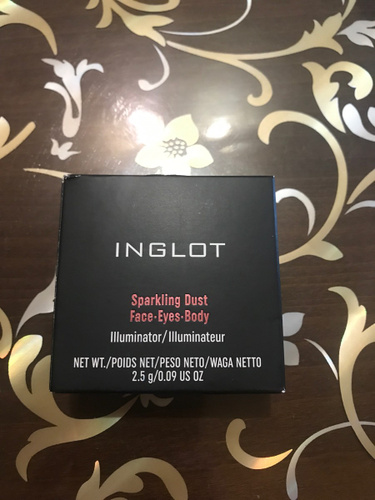 INGLOT
Sparkling Dust
Face·Eyes·Body
Illuminator/Illuminateur
NET WT./POIDS NET/PESO NETO/WAGA NETTO
2.5 g/0.09 US OZ